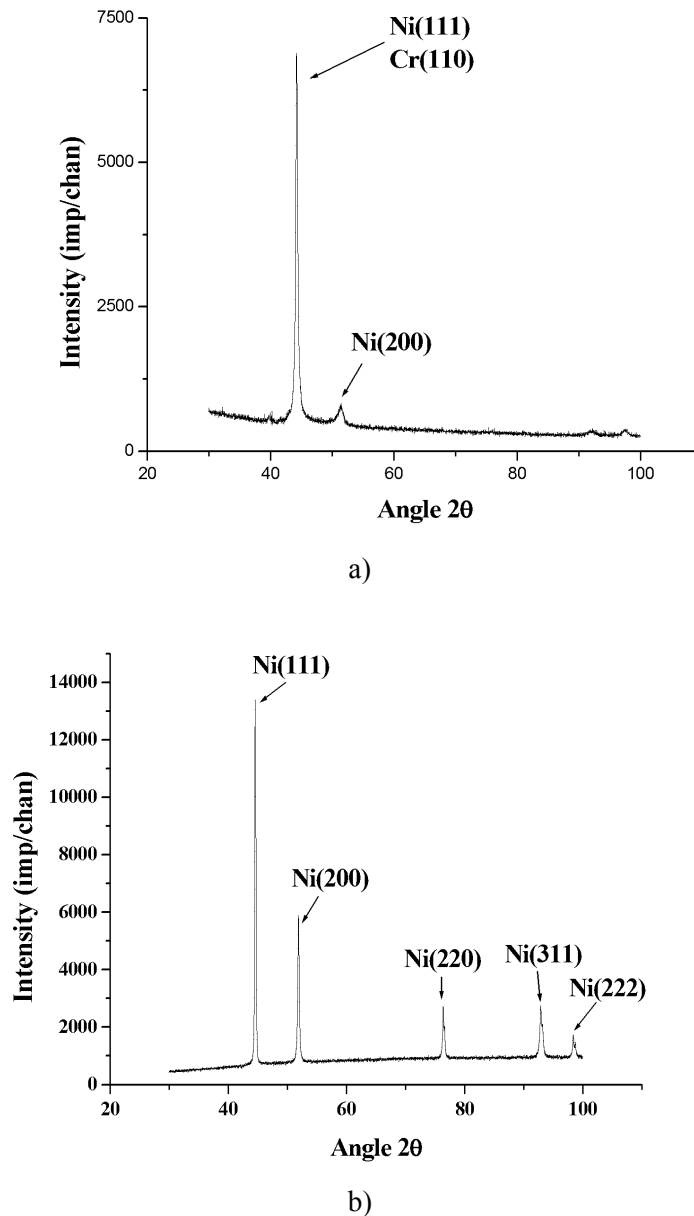 7500
Ni(111)
Cr(110)
5000
Intensity (imp/chan)
2500
Ni(200)
0
20 40 60 80 100
Angle 2θ
a)
14000
Ni(111)
12000
10000
Intensity (imp/chan)
8000
Ni(200)
6000
4000
Ni(220) Ni(311)
Ni(222)
2000
0
20 40 60 80 100
Angle 2θ
b)